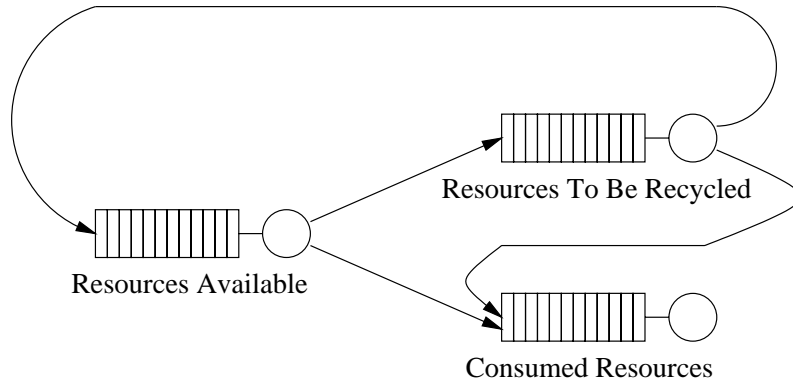 Resources To Be Recycled
Resources Available
Consumed Resources